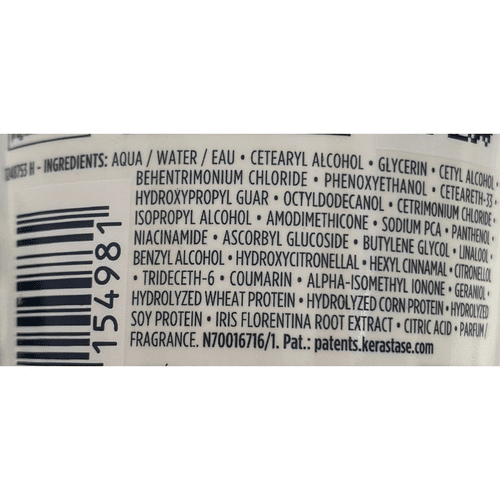 H - INGREDIENTS: AQUA / WATER / EAU • CETEARYL ALCOHOL • GLYCERIN • CETYL ALCOHOL •
BEHENTRIMONIUM CHLORIDE • PHENOXYETHANOL • CETEARETH-33 •
HYDROXYPROPYL GUAR • OCTYLDODECANOL • CETRIMONIUM CHLORIDE •
ISOPROPYL ALCOHOL • AMODIMETHICONE • SODIUM PCA • PANTHENOL •
NIACINAMIDE • ASCORBYL GLUCOSIDE • BUTYLENE GLYCOL • LINALOOL •
BENZYL ALCOHOL • HYDROXYCITRONELLAL • HEXYL CINNAMAL • CITRONELLOL
• TRIDECETH-6 • COUMARIN • ALPHA-ISOMETHYL IONONE • GERANIOL •
HYDROLYZED WHEAT PROTEIN • HYDROLYZED CORN PROTEIN • HYDROLYZED
SOY PROTEIN • IRIS FLORENTINA ROOT EXTRACT • CITRIC ACID • PARFUM /
FRAGRANCE. N70016716/1. Pat.: patents.kerastase.com
154981